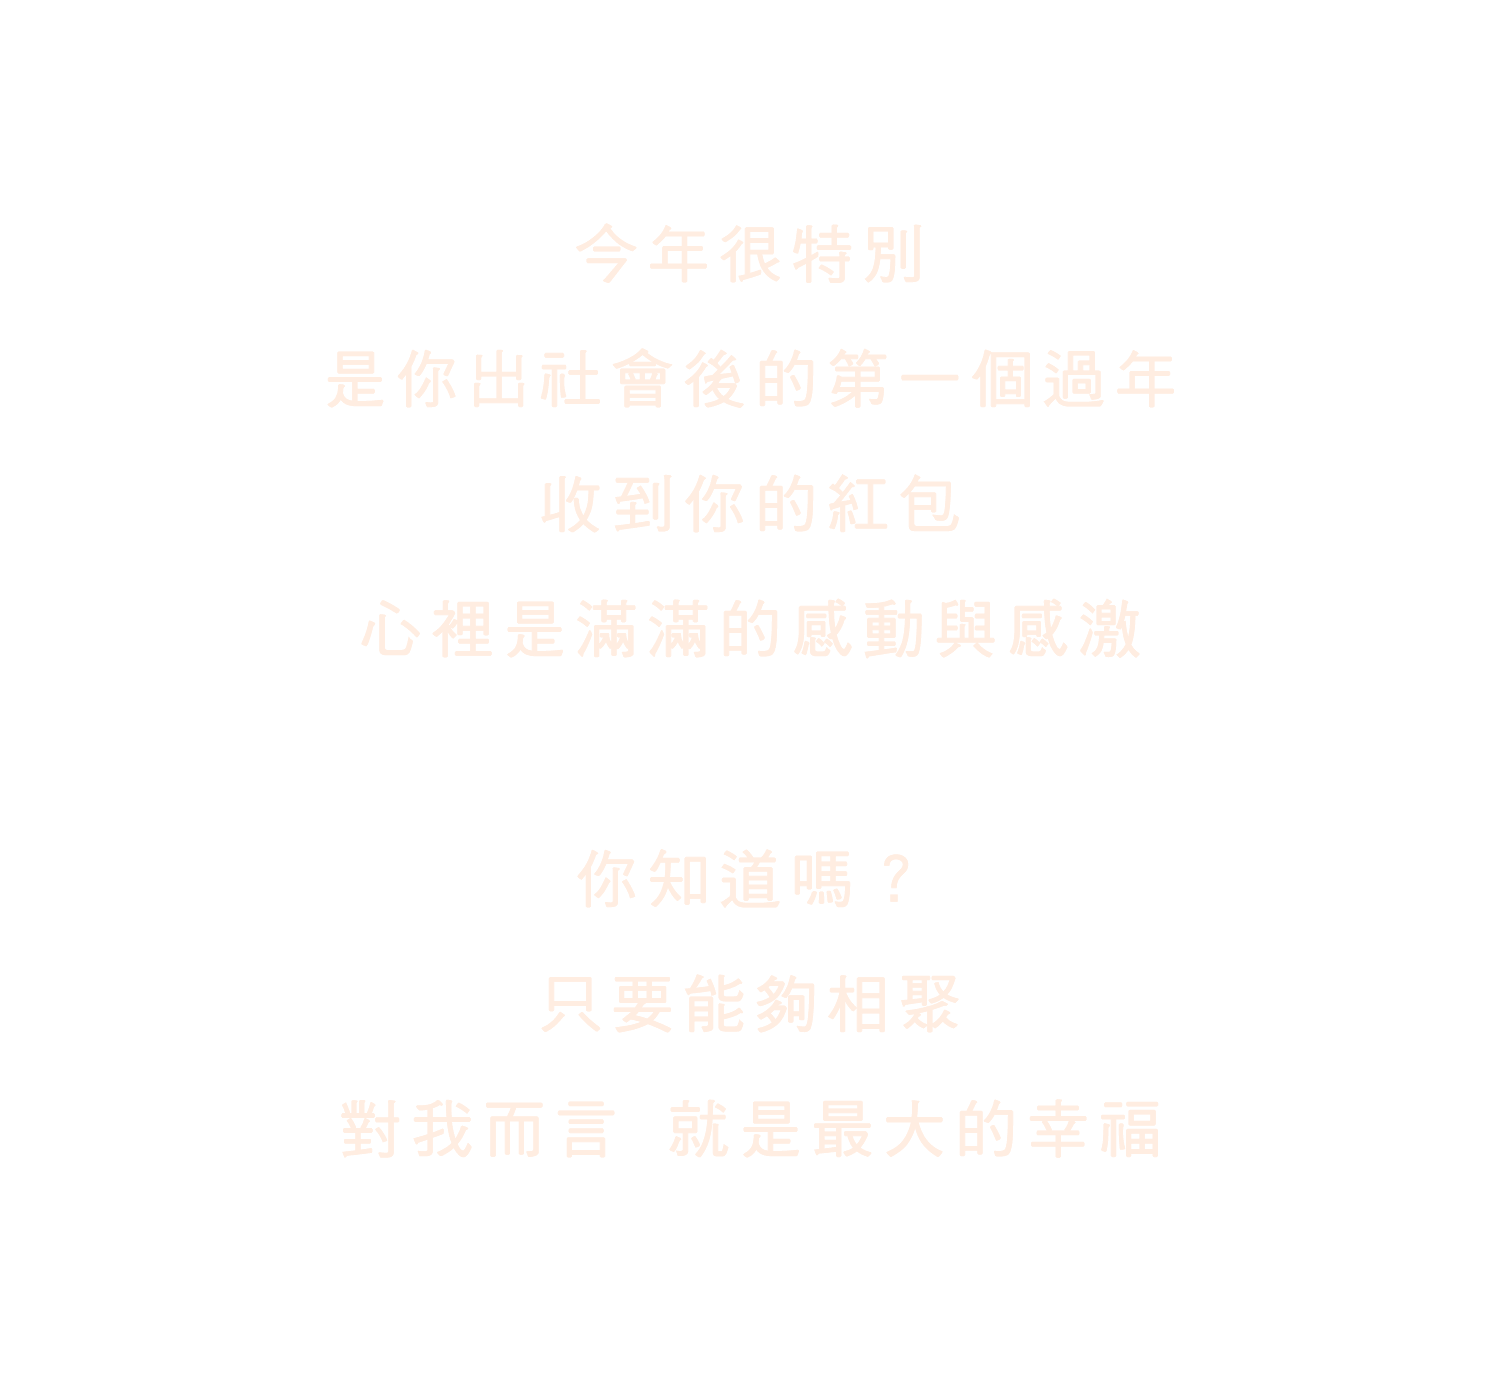 今年很特別
是你出社會後的第一個過年
收到你的紅包
心裡是滿滿的感動與感激
你知道嗎？
只要能夠相聚
對我而言 就是最大的幸福